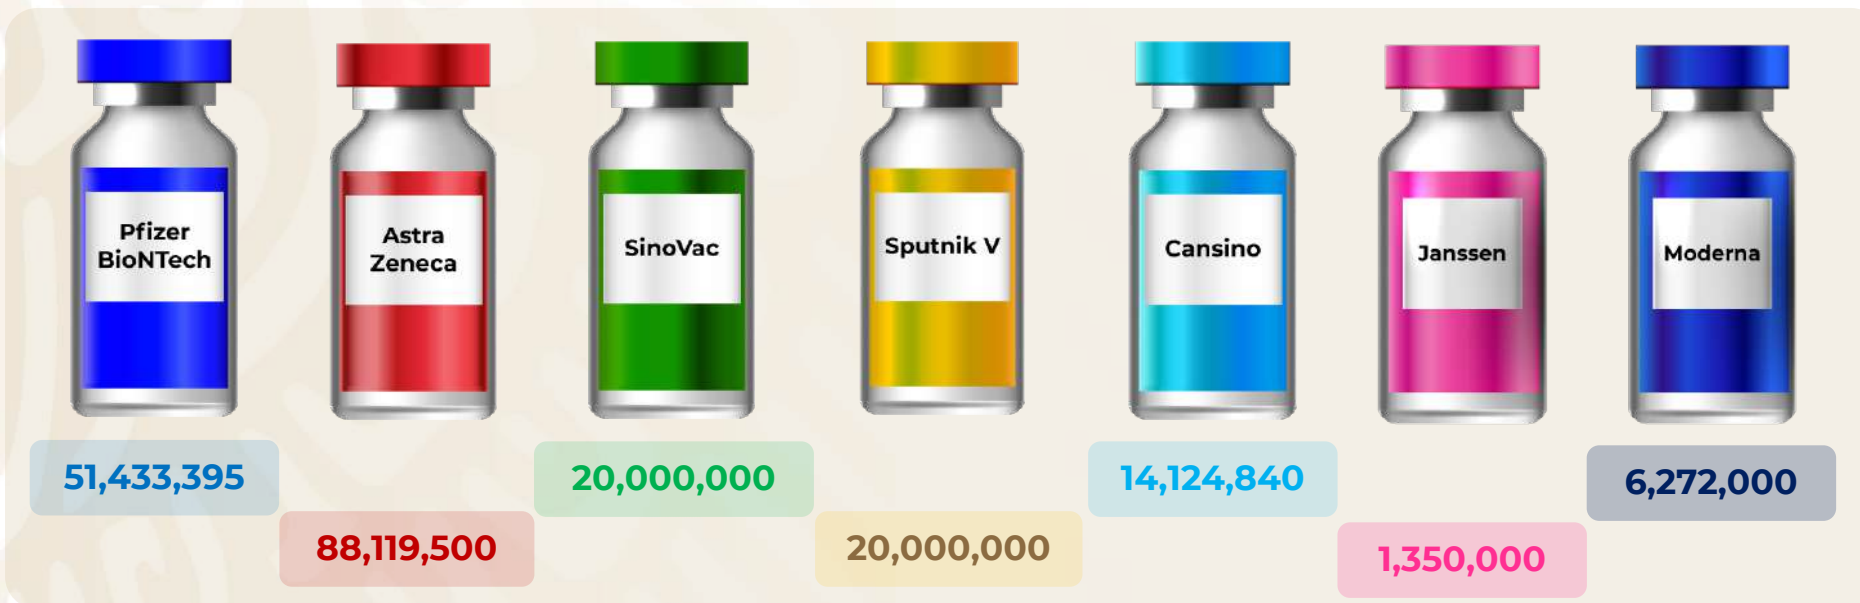 Pfizer
BioNTech
Astra
Zeneca
SinoVac
Sputnik V
Cansino
Janssen
Moderna
51,433,395
88,119,500
20,000,000
20,000,000
14,124,840
1,350,000
6,272,000